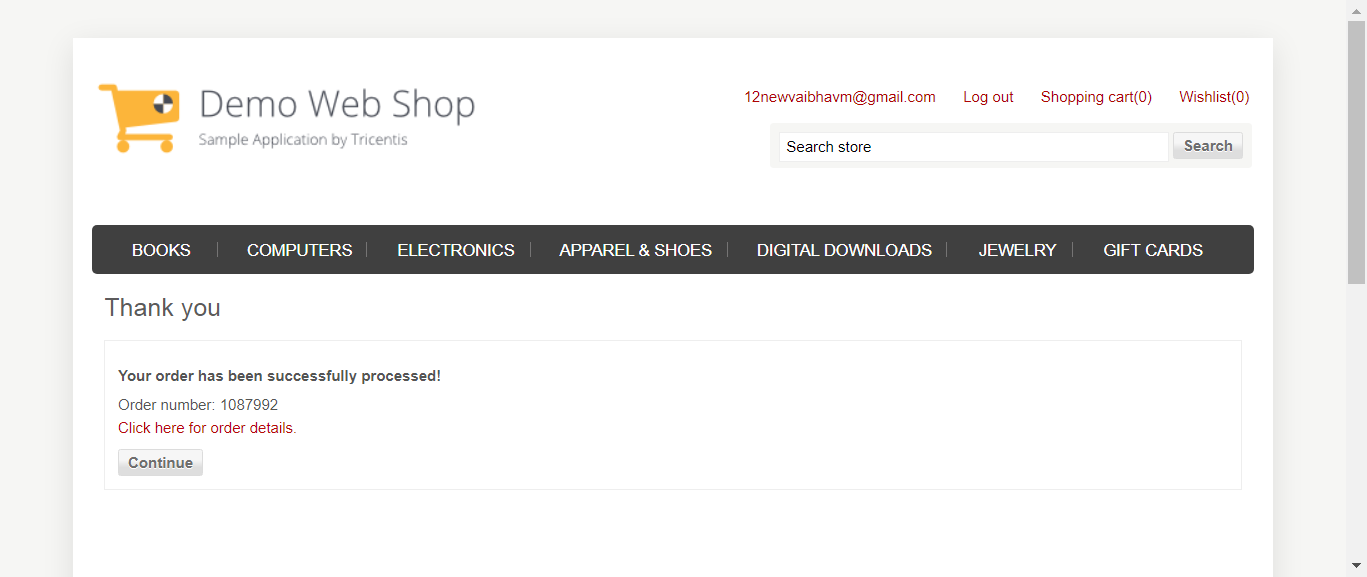 Demo Web Shop
Sample Application by Tricentis
12newvaibhavm@gmail.com Log out Shopping cart(0) Wishlist(0)
Search store Search
BOOKS COMPUTERS ELECTRONICS APPAREL & SHOES DIGITAL DOWNLOADS JEWELRY GIFT CARDS
Thank you
Your order has been successfully processed!
Order number: 1087992
Click here for order details.
Continue